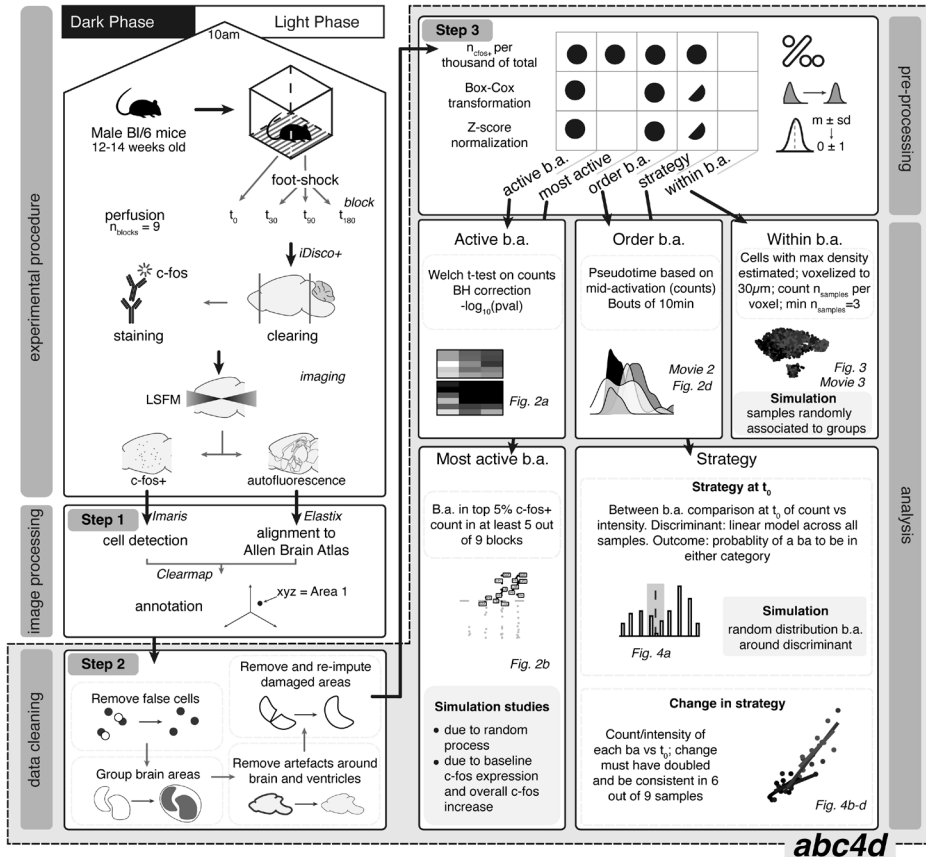 Dark Phase
Light Phase
10am
Male Bl/6 mice
12-14 weeks old
foot-shock
block
t0 t30 t90 t180
perfusion
nblocks = 9
iDisco+
c-fos
staining
clearing
imaging
LSFM
c-fos+
autofluorescence
experimental procedure
Step 1
Imaris
Elastix
cell detection
alignment to
Allen Brain Atlas
Clearmap
annotation
xyz = Area 1
image processing
Step 2
Remove false cells
Group brain areas
Remove and re-impute
damaged areas
Remove artefacts around
brain and ventricles
data cleaning
Step 3
ncfos+ per
thousand of total
Box-Cox
transformation
Z-score
normalization
m ± sd
0 ± 1
active b.a.
most active
order b.a.
strategy
within b.a.
pre-processing
Active b.a.
Welch t-test on counts
BH correction
-log10(pval)
Fig. 2a
Order b.a.
Pseudotime based on
mid-activation (counts)
Bouts of 10min
Movie 2
Fig. 2d
Within b.a.
Cells with max density
estimated; voxelized to
30µm; count nsamples per
voxel; min nsamples=3
Fig. 3
Movie 3
Simulation
samples randomly
associated to groups
Most active b.a.
B.a. in top 5% c-fos+
count in at least 5 out
of 9 blocks
Fig. 2b
Simulation studies
• due to random
process
• due to baseline
c-fos expression
and overall c-fos
increase
Strategy
Strategy at t0
Between b.a. comparison at t0 of count vs
intensity. Discriminant: linear model across all
samples. Outcome: probablity of a ba to be in
either category
Fig. 4a
Simulation
random distribution b.a.
around discriminant
Change in strategy
Count/intensity of
each ba vs t0; change
must have doubled
and be consistent in 6
out of 9 samples
Fig. 4b-d
analysis
abc4d